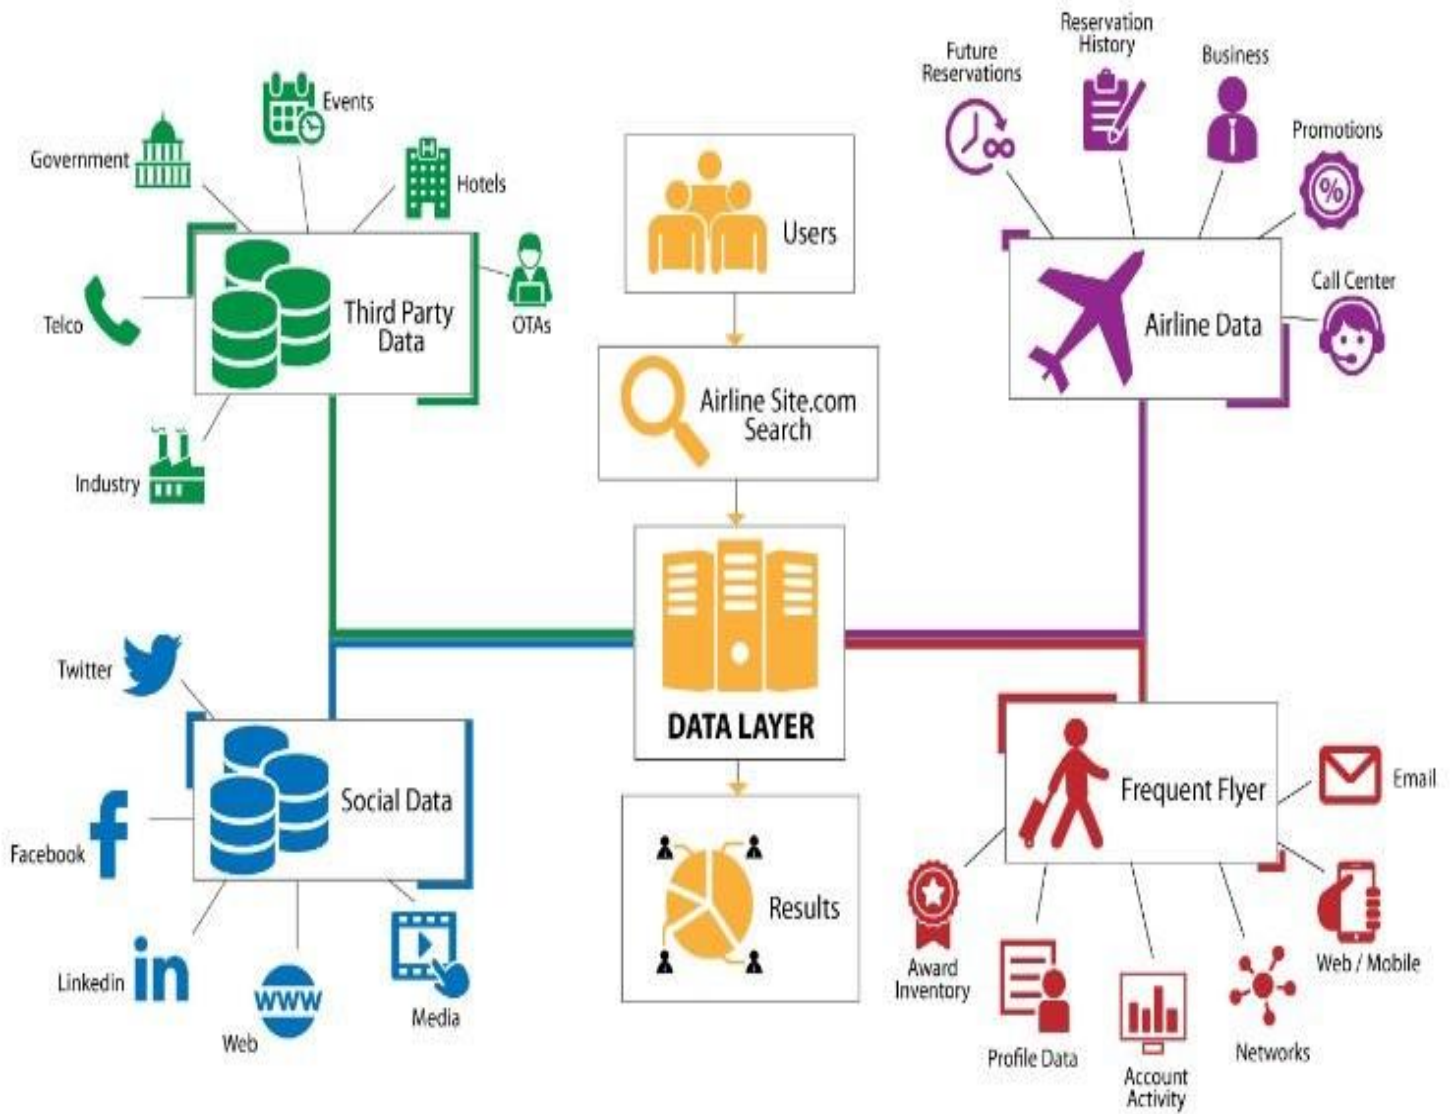 Government
Events
Hotels
OTAs
Telco
Third Party
Data
Industry
Users
Airline Site.com
Search
DATA LAYER
Results
Future
Reservations
Reservation
History
Business
Promotions
%
Call Center
Airline Data
Twitter
Facebook
f
Linkedin
in
Web
www
Media
Social Data
Frequent Flyer
Email
Web / Mobile
Networks
Account
Activity
Profile Data
Award
Inventory
H